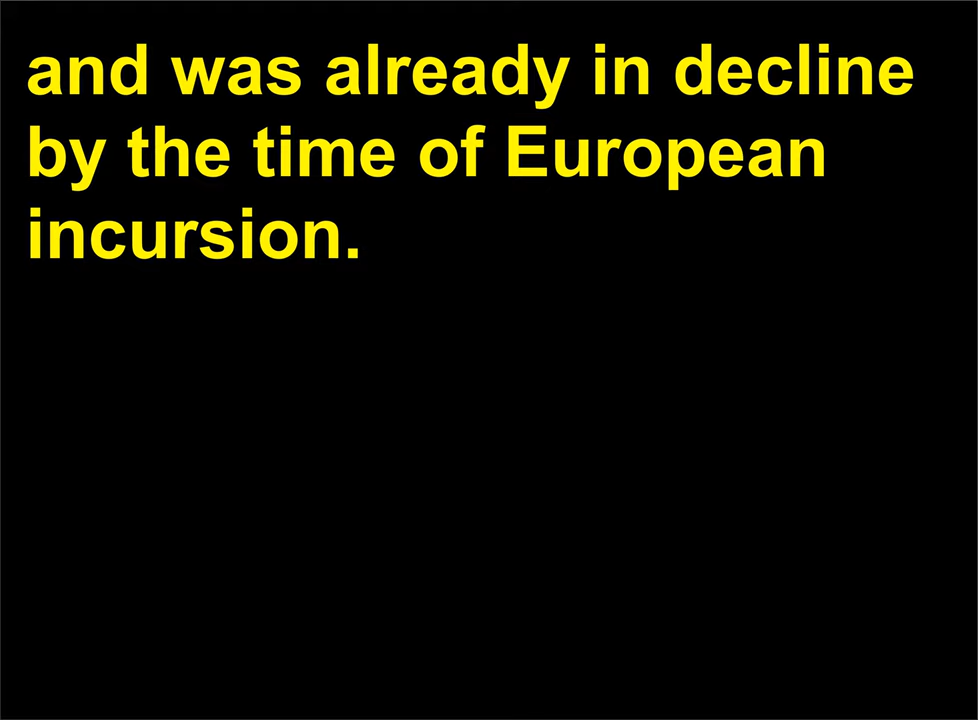 and was already in decline
by the time of European
incursion.